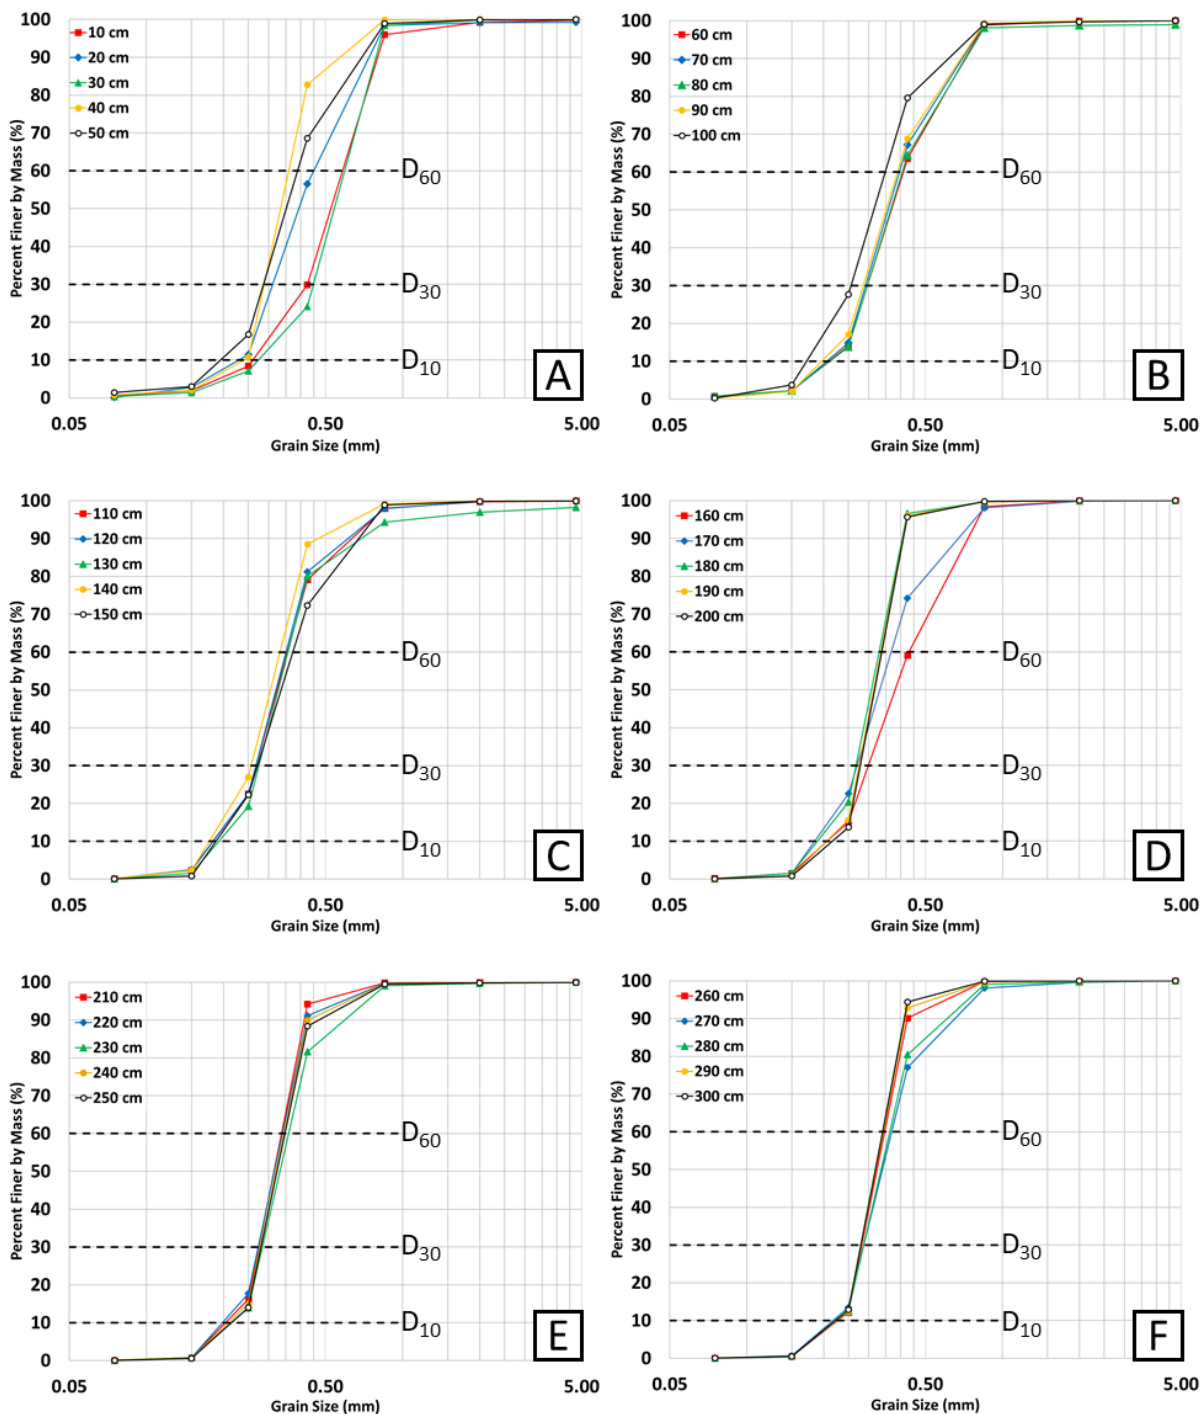 Percent Finer by Mass (%)
100
90
80
70
60
50
40
30
20
10
0
10 cm
20 cm
30 cm
40 cm
50 cm
D60
D30
D10
A
0.05
0.50
5.00
Grain Size (mm)
Percent Finer by Mass (%)
100
90
80
70
60
50
40
30
20
10
0
60 cm
70 cm
80 cm
90 cm
100 cm
D60
D30
D10
B
0.05
0.50
5.00
Grain Size (mm)
Percent Finer by Mass (%)
100
90
80
70
60
50
40
30
20
10
0
110 cm
120 cm
130 cm
140 cm
150 cm
D60
D30
D10
C
0.05
0.50
5.00
Grain Size (mm)
Percent Finer by Mass (%)
100
90
80
70
60
50
40
30
20
10
0
160 cm
170 cm
180 cm
190 cm
200 cm
D60
D30
D10
D
0.05
0.50
5.00
Grain Size (mm)
Percent Finer by Mass (%)
100
90
80
70
60
50
40
30
20
10
0
210 cm
220 cm
230 cm
240 cm
250 cm
D60
D30
D10
E
0.05
0.50
5.00
Grain Size (mm)
Percent Finer by Mass (%)
100
90
80
70
60
50
40
30
20
10
0
260 cm
270 cm
280 cm
290 cm
300 cm
D60
D30
D10
F
0.05
0.50
5.00
Grain Size (mm)